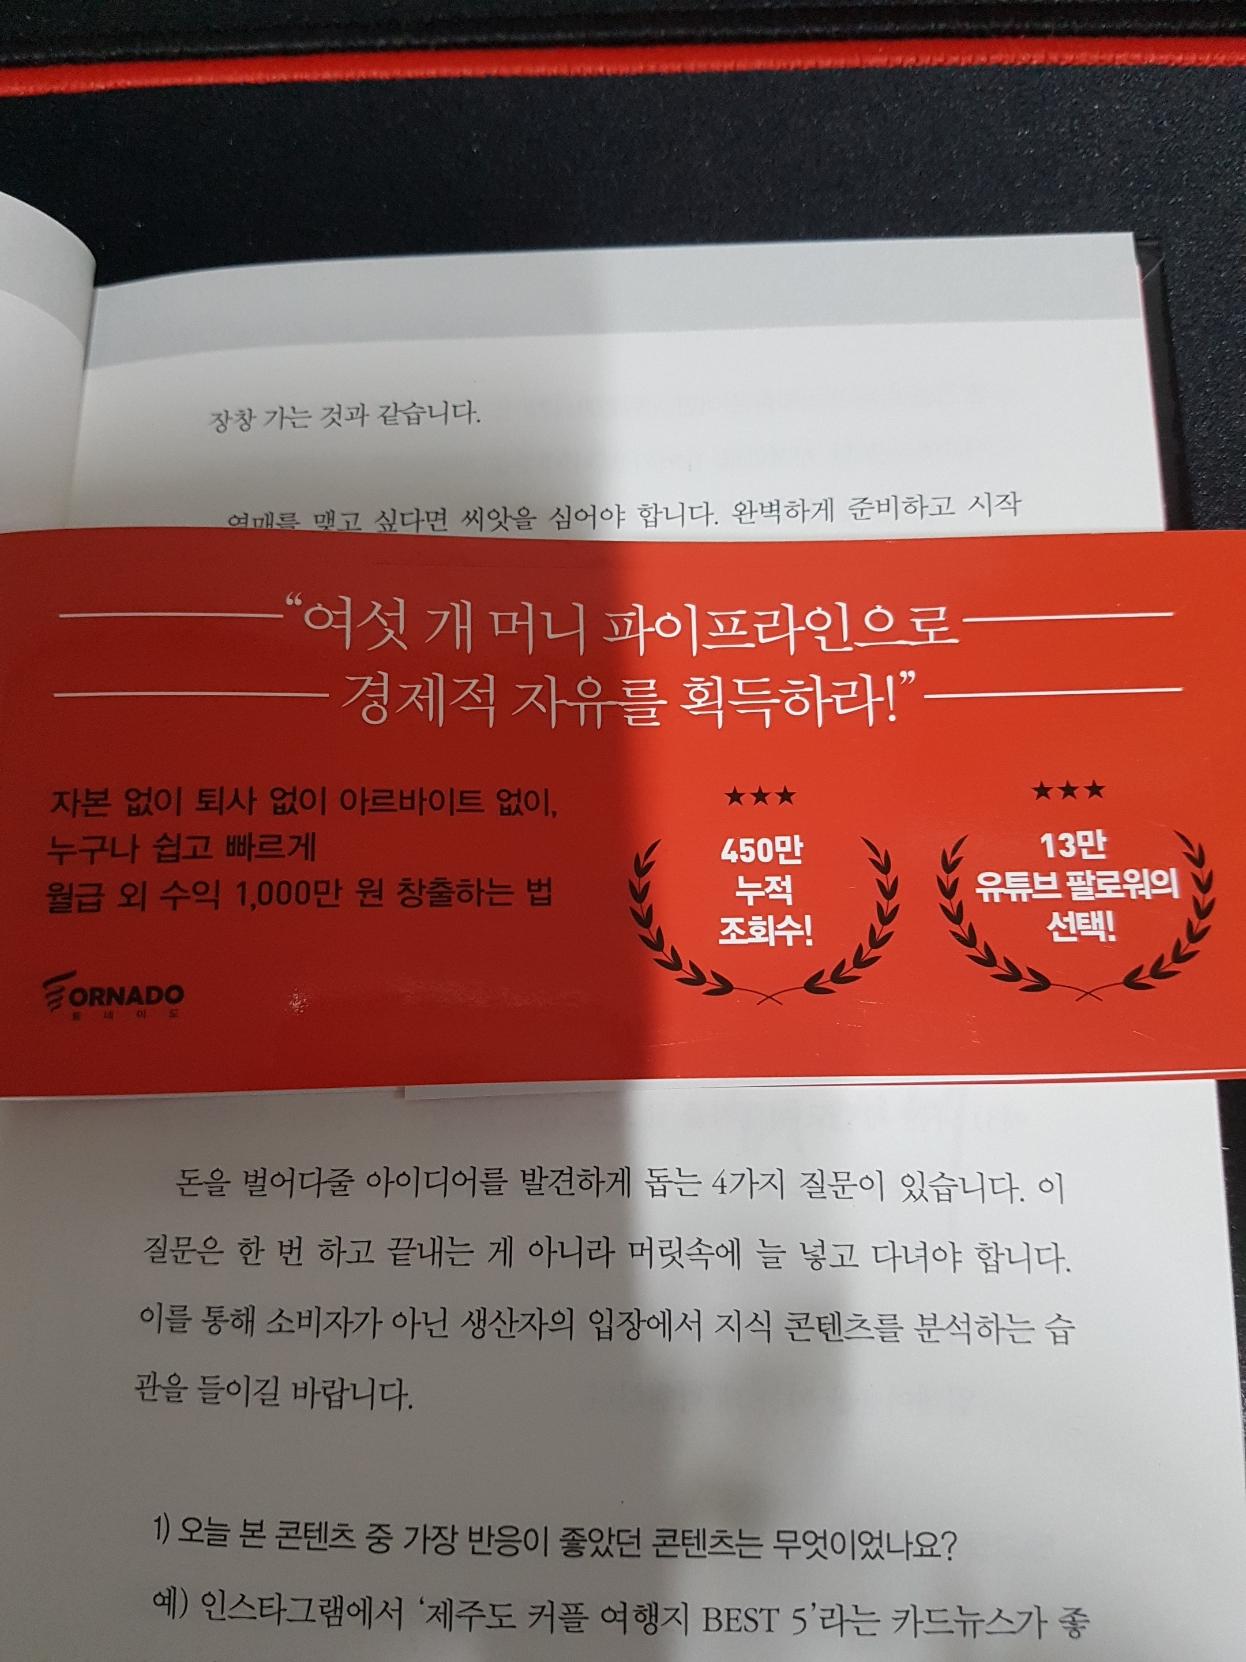 장창 가는 것과 같습니다.
열매를 맺고 싶다면 씨앗을 심어야 합니다. 완벽하게 준비하고 시작
“여섯 개 머니 파이프라인으로
경제적 자유를 획득하라!”
자본 없이 퇴사 없이 아르바이트 없이,
누구나 쉽고 빠르게
월급 외 수익 1,000만 원 창출하는 법
TORNADO
토네이도
★★★
450만
누적
조회수!
★★★
13만
유튜브 팔로워의
선택!
돈을 벌어다줄 아이디어를 발견하게 돕는 4가지 질문이 있습니다. 이
질문은 한 번 하고 끝내는 게 아니라 머릿속에 늘 넣고 다녀야 합니다.
이를 통해 소비자가 아닌 생산자의 입장에서 지식 콘텐츠를 분석하는 습
관을 들이길 바랍니다.
1) 오늘 본 콘텐츠 중 가장 반응이 좋았던 콘텐츠는 무엇이었나요?
예) 인스타그램에서 ‘제주도 커플 여행지 BEST 5’라는 카드뉴스가 좋